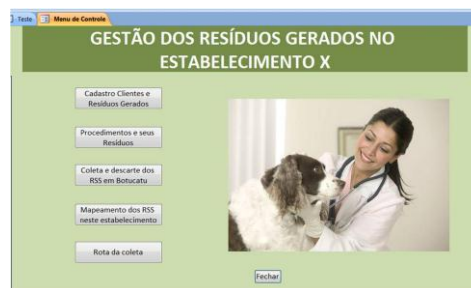 Teste
Menu de Controle
GESTÃO DOS RESÍDUOS GERADOS NO
ESTABELECIMENTO X
Cadastro Clientes e
Resíduos Gerados
Procedimentos e seus
Resíduos
Coleta e descarte dos
RSS em Botucatu
Mapeamento dos RSS
neste estabelecimento
Rota da coleta
Fechar